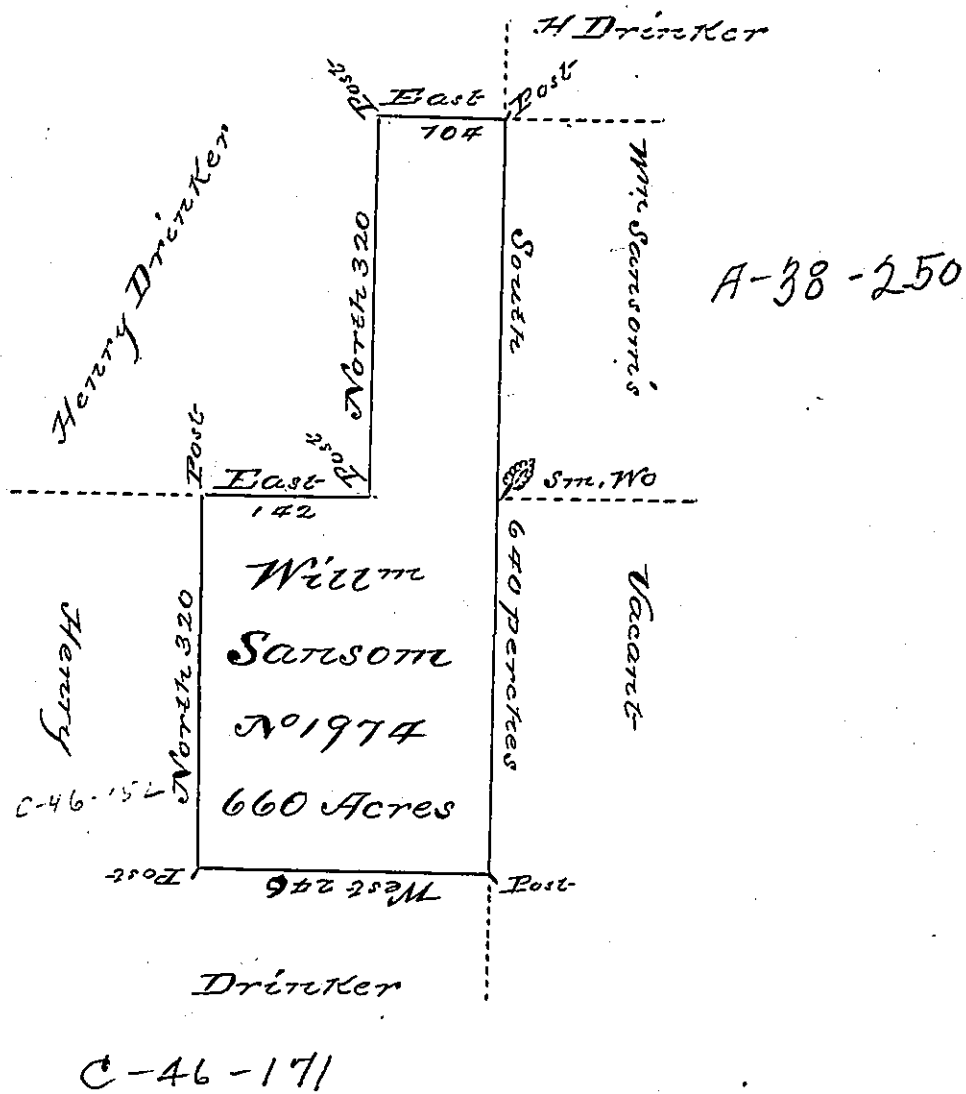 H Drinker
Post
East
Post
104
Henry Drinker
North 320
South
Wm Sansom's
A-38-250
Post
East
Post
142
Sm. WO
Henry
North 320
Willm
Sansom
No 1974
660 Acres
640 perches
Vacant
C-46-152
Post
West 246
Post
Drinker
C-46-171